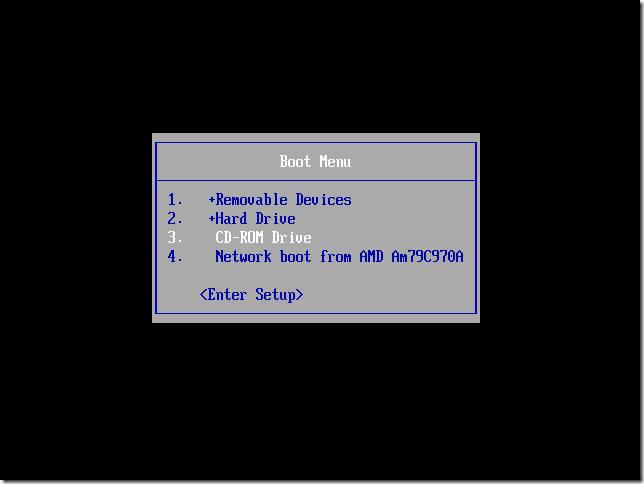 Boot Menu
1. +Removable Devices
2. +Hard Drive
3. CD-ROM Drive
4. Network boot from AMD Am79C970A
<Enter Setup>